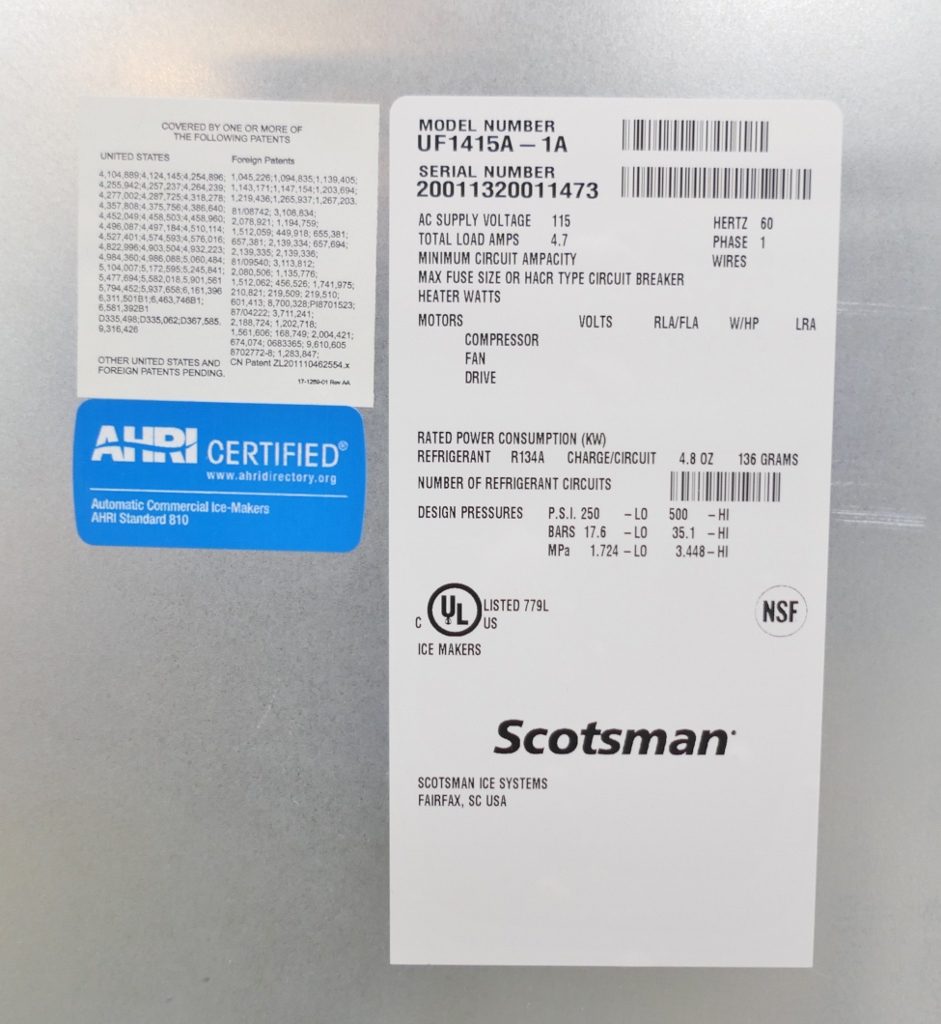 COVERED BY ONE OR MORE OF
THE FOLLOWING PATENTS
UNITED STATES
4,104,889;4,124,145;4,254,896;
4,255,942;4,257,237;4,264,239;
4,277,002;4,287,725;4,318,278;
4,357,808;4,375,756;4,386,640;
4,452,049;4,458,503;4,458,960;
4,496,087;4,497,184;4,510,114;
4,527,401;4,574,593;4,576,016;
4,822,996;4,903,504;4,932,223;
4,984,360;4,986,088;5,060,484;
5,104,007;5,172,595;5,245,841;
5,477,694;5,582,018;5,901,561
5,794,452;5,937,658;6,161,396
6,311,501B1;6,463,746B1;
6,581,392B1
D335,498;D335,062;D367,585.
9,316,426
OTHER UNITED STATES AND
FOREIGN PATENTS PENDING.
Foreign Patents
1,045,226;1,094,835;1,139,405;
1,143,171;1,147,154;1,203,694;
1,219,436;1,265,937;1,267,203.
81/08742; 3,108,834;
2,078,921; 1,194,759;
1,512,059; 449,918; 655,381;
657,381; 2,139,334; 657,694;
2,139,335; 2,139,336;
81/09540; 3,113,812;
2,080,506; 1,135,776;
1,512,062; 456,526; 1,741,975;
210,821; 219,509; 219,510;
601,413; 8,700,328;PI8701523;
87/04222; 3,711,241;
2,188,724; 1,202,718;
1,561,606; 168,749; 2,004,421;
674,074; 0683365; 9,610,605
8702772-8; 1,283,847;
CN Patent ZL201110462554.x
17-1269-01 Rev AA
AHRI CERTIFIED®
www.ahridirectory.org
Automatic Commercial Ice-Makers
AHRI Standard 810
MODEL NUMBER
UF1415A-1A
SERIAL NUMBER
20011320011473
AC SUPPLY VOLTAGE 115 HERTZ 60
TOTAL LOAD AMPS 4.7 PHASE 1
MINIMUM CIRCUIT AMPACITY WIRES
MAX FUSE SIZE OR HACR TYPE CIRCUIT BREAKER
HEATER WATTS
MOTORS VOLTS RLA/FLA W/HP LRA
COMPRESSOR
FAN
DRIVE
RATED POWER CONSUMPTION (KW)
REFRIGERANT R134A CHARGE/CIRCUIT 4.8 OZ 136 GRAMS
NUMBER OF REFRIGERANT CIRCUITS
DESIGN PRESSURES P.S.I. 250 -LO 500 -HI
BARS 17.6 -LO 35.1 -HI
MPa 1.724 -LO 3.448-HI
C UL US LISTED 779L
ICE MAKERS
NSF
Scotsman
SCOTSMAN ICE SYSTEMS
FAIRFAX, SC USA